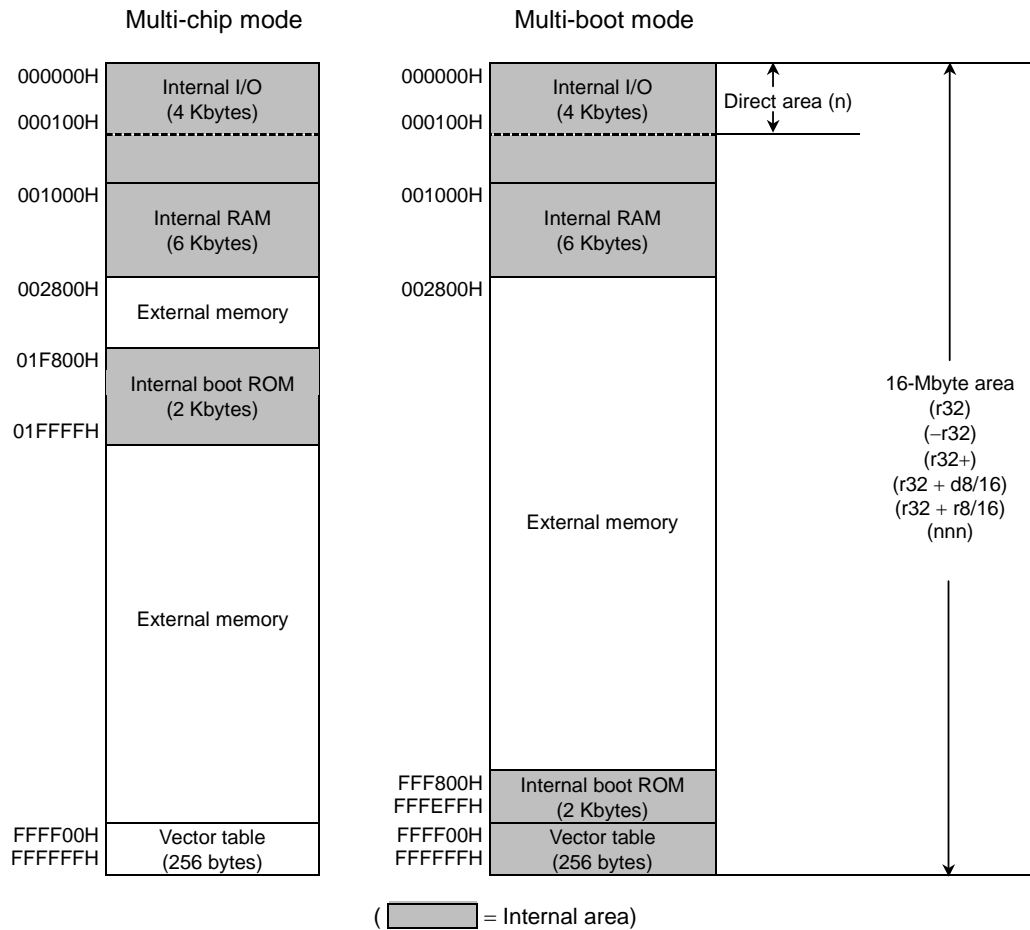 Multi-chip mode
000000H
Internal I/O
(4 Kbytes)
000100H
001000H
Internal RAM
(6 Kbytes)
002800H
External memory
01F800H
Internal boot ROM
(2 Kbytes)
01FFFFH
External memory
FFFF00H
FFFFFFH
Vector table
(256 bytes)
Multi-boot mode
000000H
Internal I/O
(4 Kbytes)
000100H
001000H
Internal RAM
(6 Kbytes)
002800H
External memory
FFF800H
FFFEFFH
Internal boot ROM
(2 Kbytes)
FFFF00H
FFFFFFH
Vector table
(256 bytes)
Direct area (n)
16-Mbyte area
(r32)
(−r32)
(r32+)
(r32 + d8/16)
(r32 + r8/16)
(nnn)
( = Internal area)